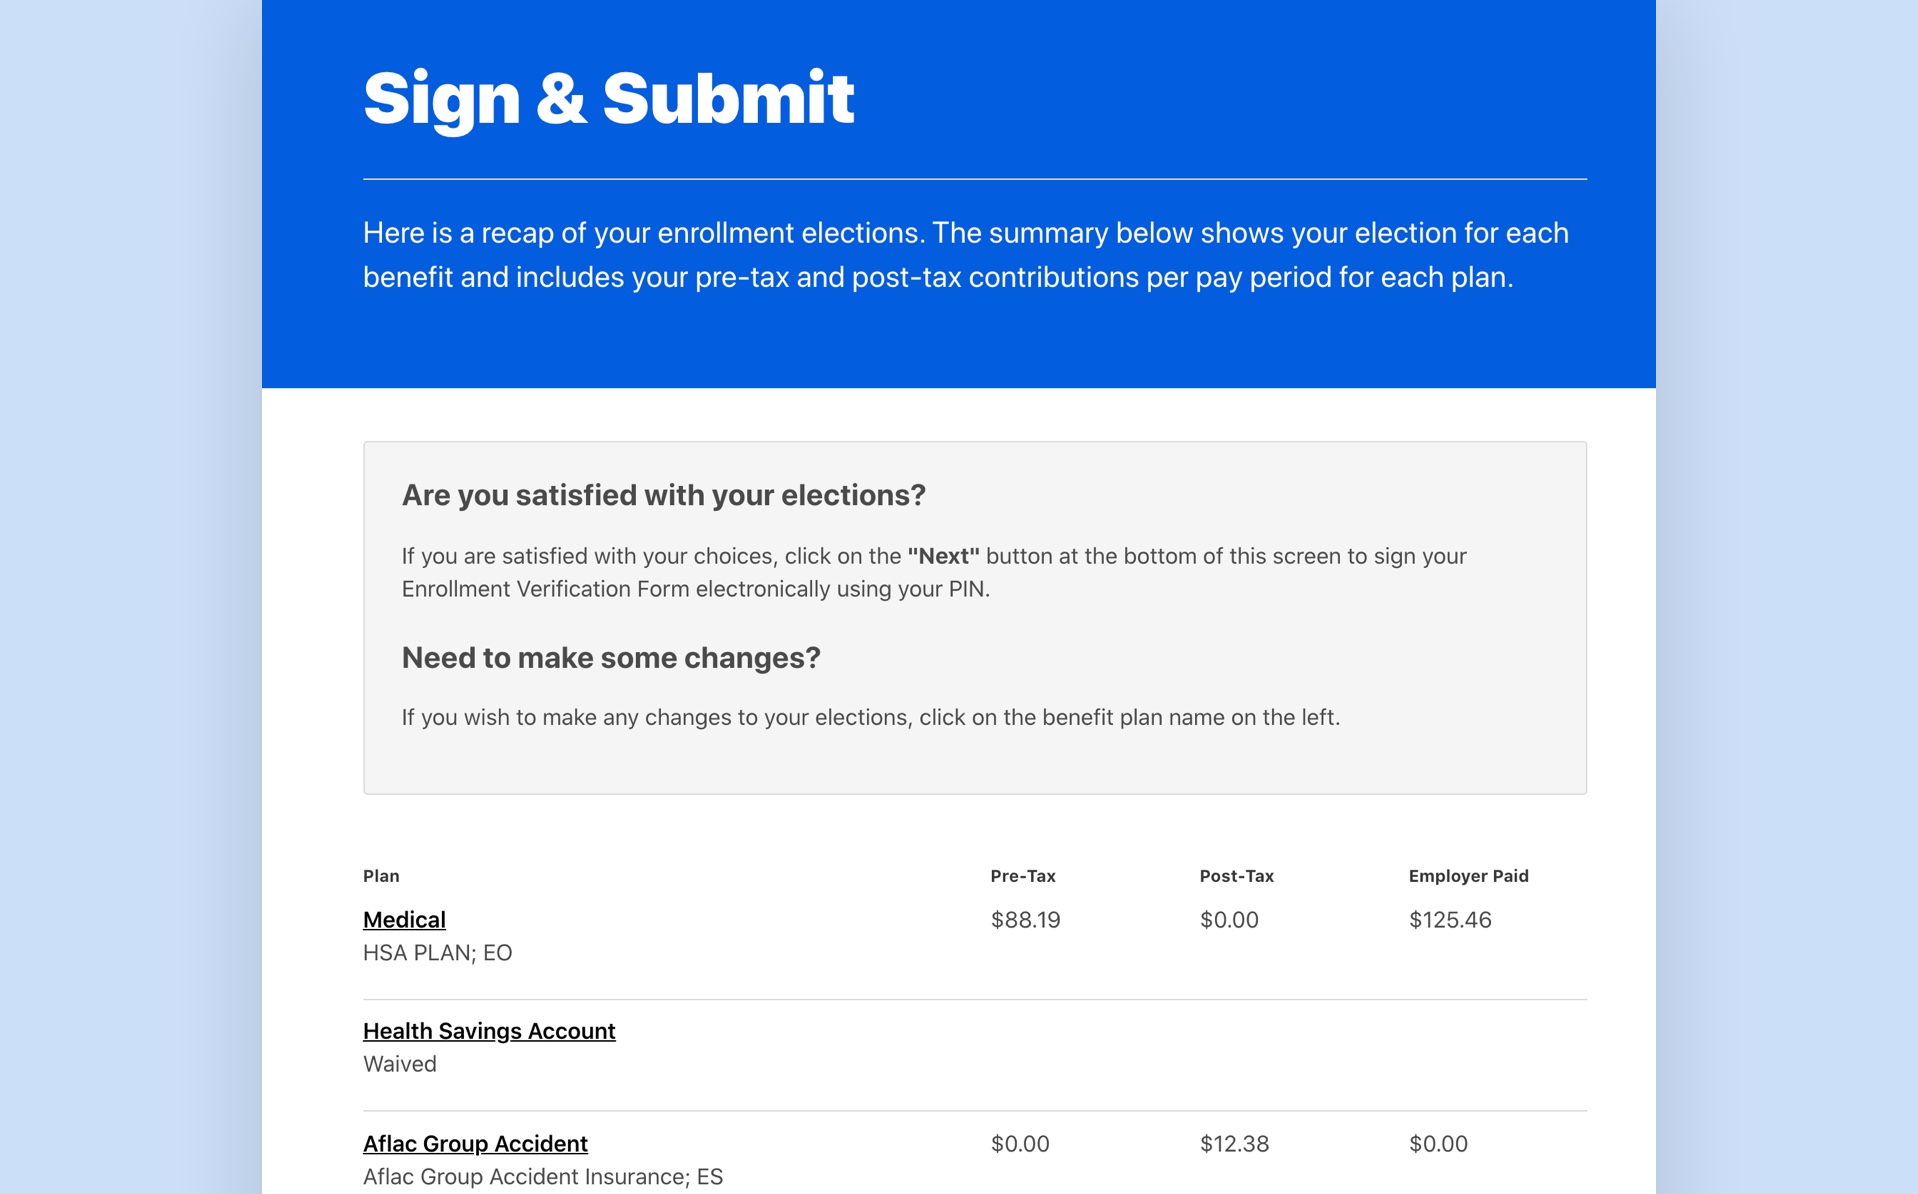 Sign & Submit
Here is a recap of your enrollment elections. The summary below shows your election for each
benefit and includes your pre-tax and post-tax contributions per pay period for each plan.
Are you satisfied with your elections?
If you are satisfied with your choices, click on the "Next" button at the bottom of this screen to sign your
Enrollment Verification Form electronically using your PIN.
Need to make some changes?
If you wish to make any changes to your elections, click on the benefit plan name on the left.
Plan Pre-Tax Post-Tax Employer Paid
Medical $88.19 $0.00 $125.46
HSA PLAN; EO
Health Savings Account
Waived
Aflac Group Accident $0.00 $12.38 $0.00
Aflac Group Accident Insurance; ES